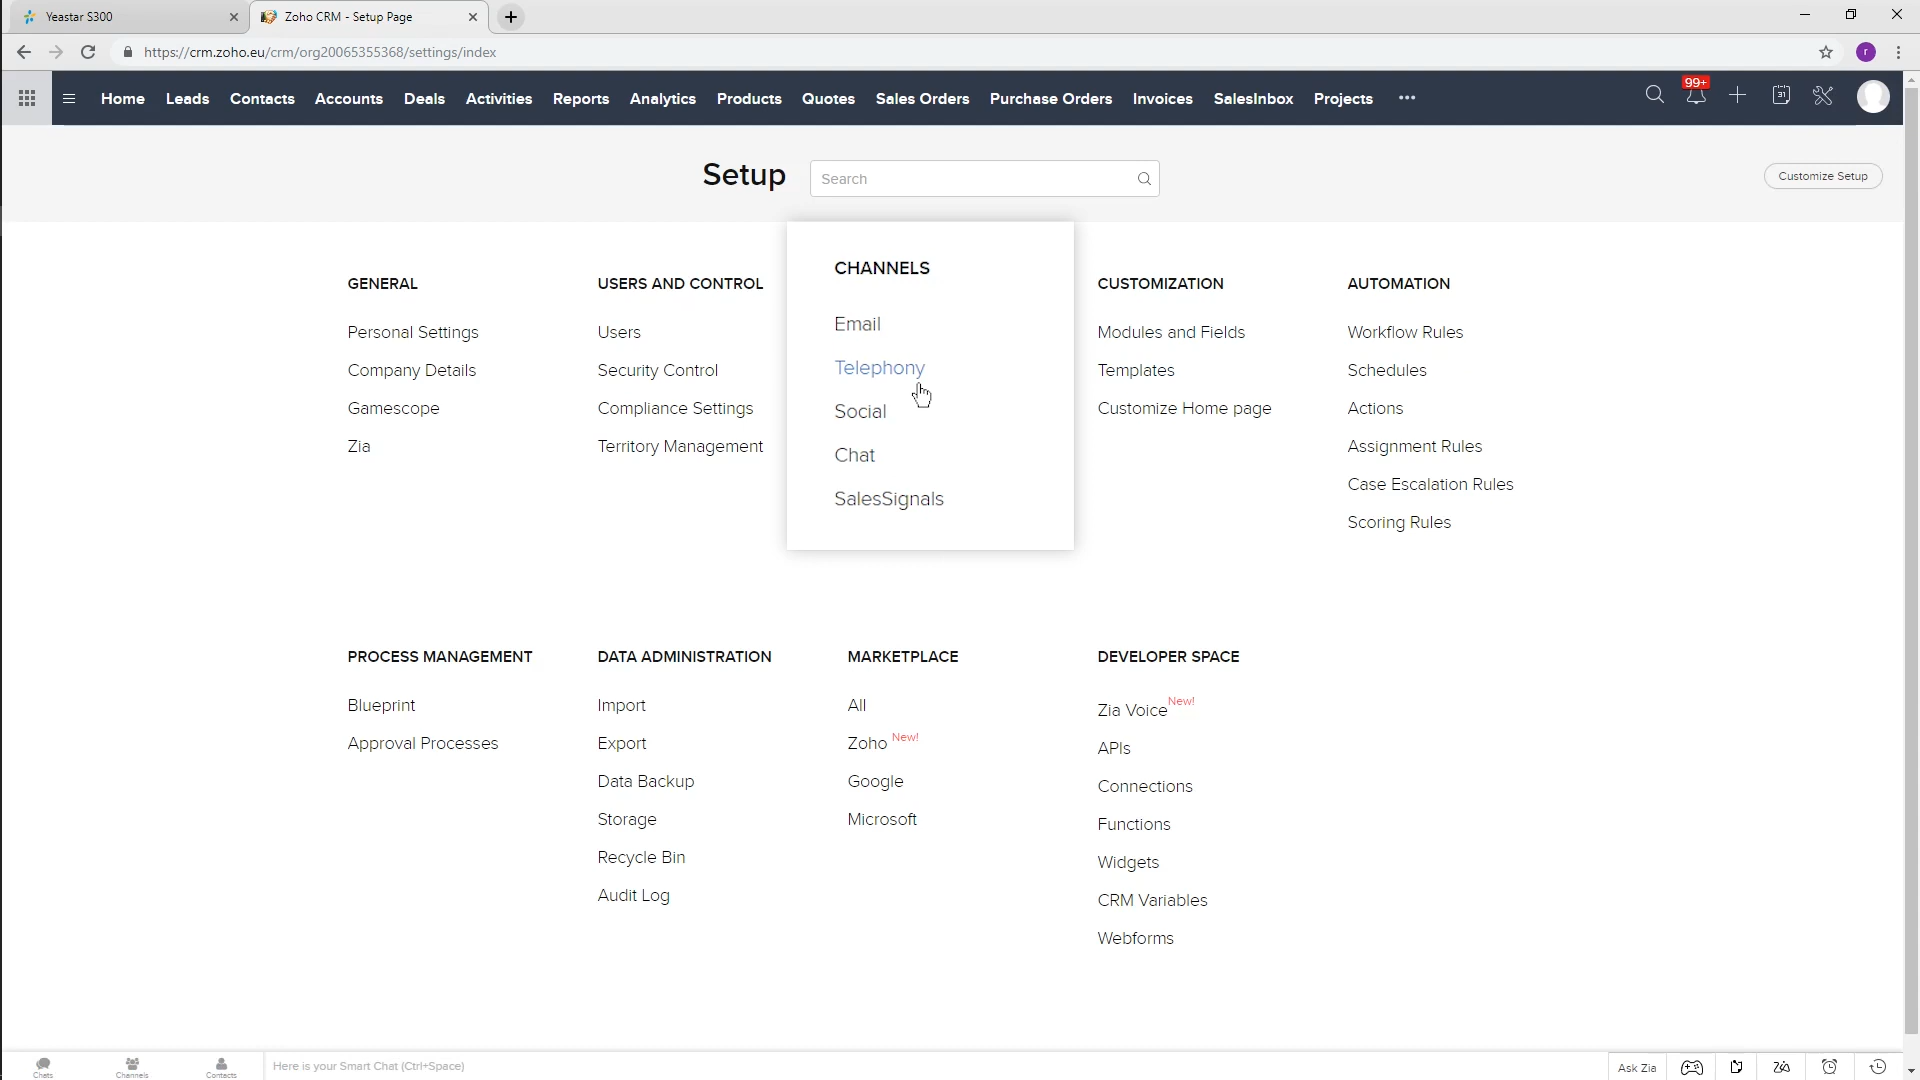 Yeastar S300
Zoho CRM - Setup Page
https://crm.zoho.eu/crm/org20065355368/settings/index
r
Home Leads Contacts Accounts Deals Activities Reports Analytics Products Quotes Sales Orders Purchase Orders Invoices SalesInbox Projects
99+
31
Setup
Search
Customize Setup
GENERAL
Personal Settings
Company Details
Gamescope
Zia
USERS AND CONTROL
Users
Security Control
Compliance Settings
Territory Management
CHANNELS
Email
Telephony
Social
Chat
SalesSignals
CUSTOMIZATION
Modules and Fields
Templates
Customize Home page
AUTOMATION
Workflow Rules
Schedules
Actions
Assignment Rules
Case Escalation Rules
Scoring Rules
PROCESS MANAGEMENT
Blueprint
Approval Processes
DATA ADMINISTRATION
Import
Export
Data Backup
Storage
Recycle Bin
Audit Log
MARKETPLACE
All
Zoho New!
Google
Microsoft
DEVELOPER SPACE
Zia Voice New!
APIs
Connections
Functions
Widgets
CRM Variables
Webforms
Chats
Channels
Contacts
Here is your Smart Chat (Ctrl+Space)
Ask Zia